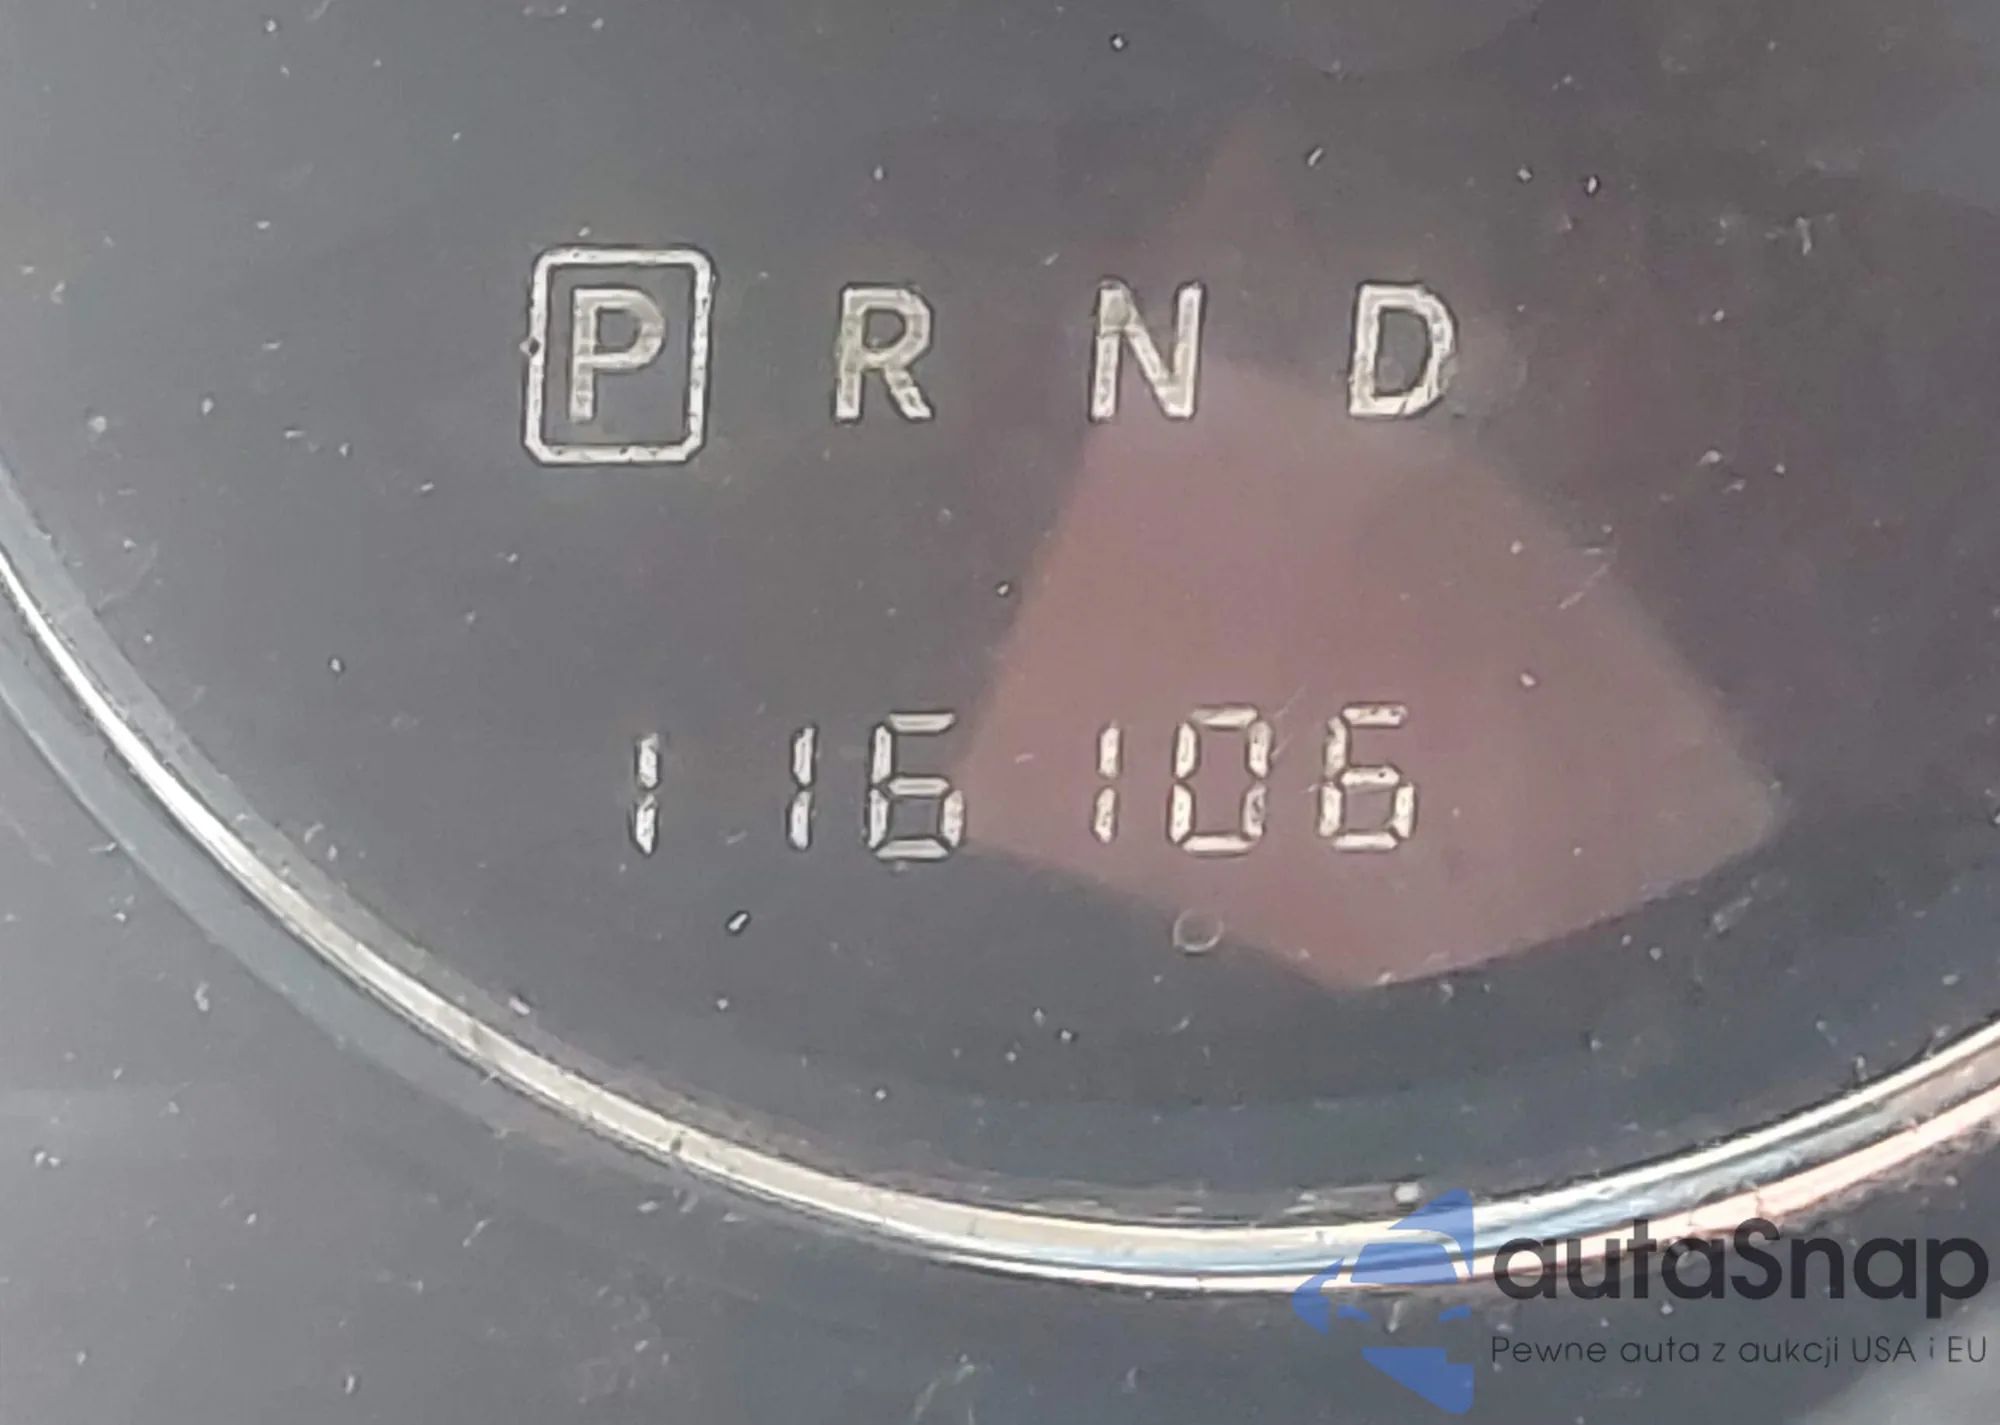 P R N D
116106
autaSnap
Pewne auta z aukcji USA i EU